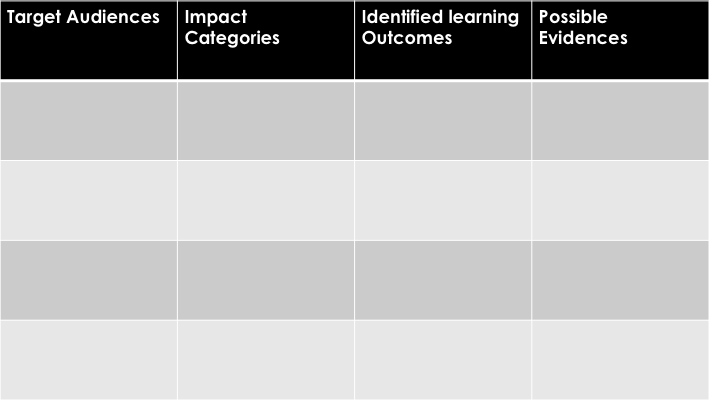 Target Audiences
Impact
Categories
Identified learning
Outcomes
Possible
Evidences